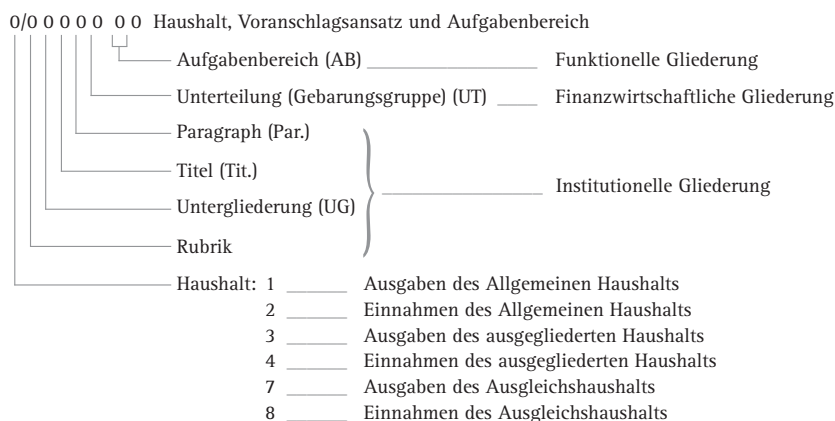 0/0 0 0 0 0 0 0 Haushalt, Voranschlagsansatz und Aufgabenbereich
Aufgabenbereich (AB) Funktionelle Gliederung
Unterteilung (Gebarungsgruppe) (UT) Finanzwirtschaftliche Gliederung
Paragraph (Par.)
Titel (Tit.)
Institutionelle Gliederung
Untergliederung (UG)
Rubrik
Haushalt: 1 Ausgaben des Allgemeinen Haushalts
2 Einnahmen des Allgemeinen Haushalts
3 Ausgaben des ausgegliederten Haushalts
4 Einnahmen des ausgegliederten Haushalts
7 Ausgaben des Ausgleichshaushalts
8 Einnahmen des Ausgleichshaushalts